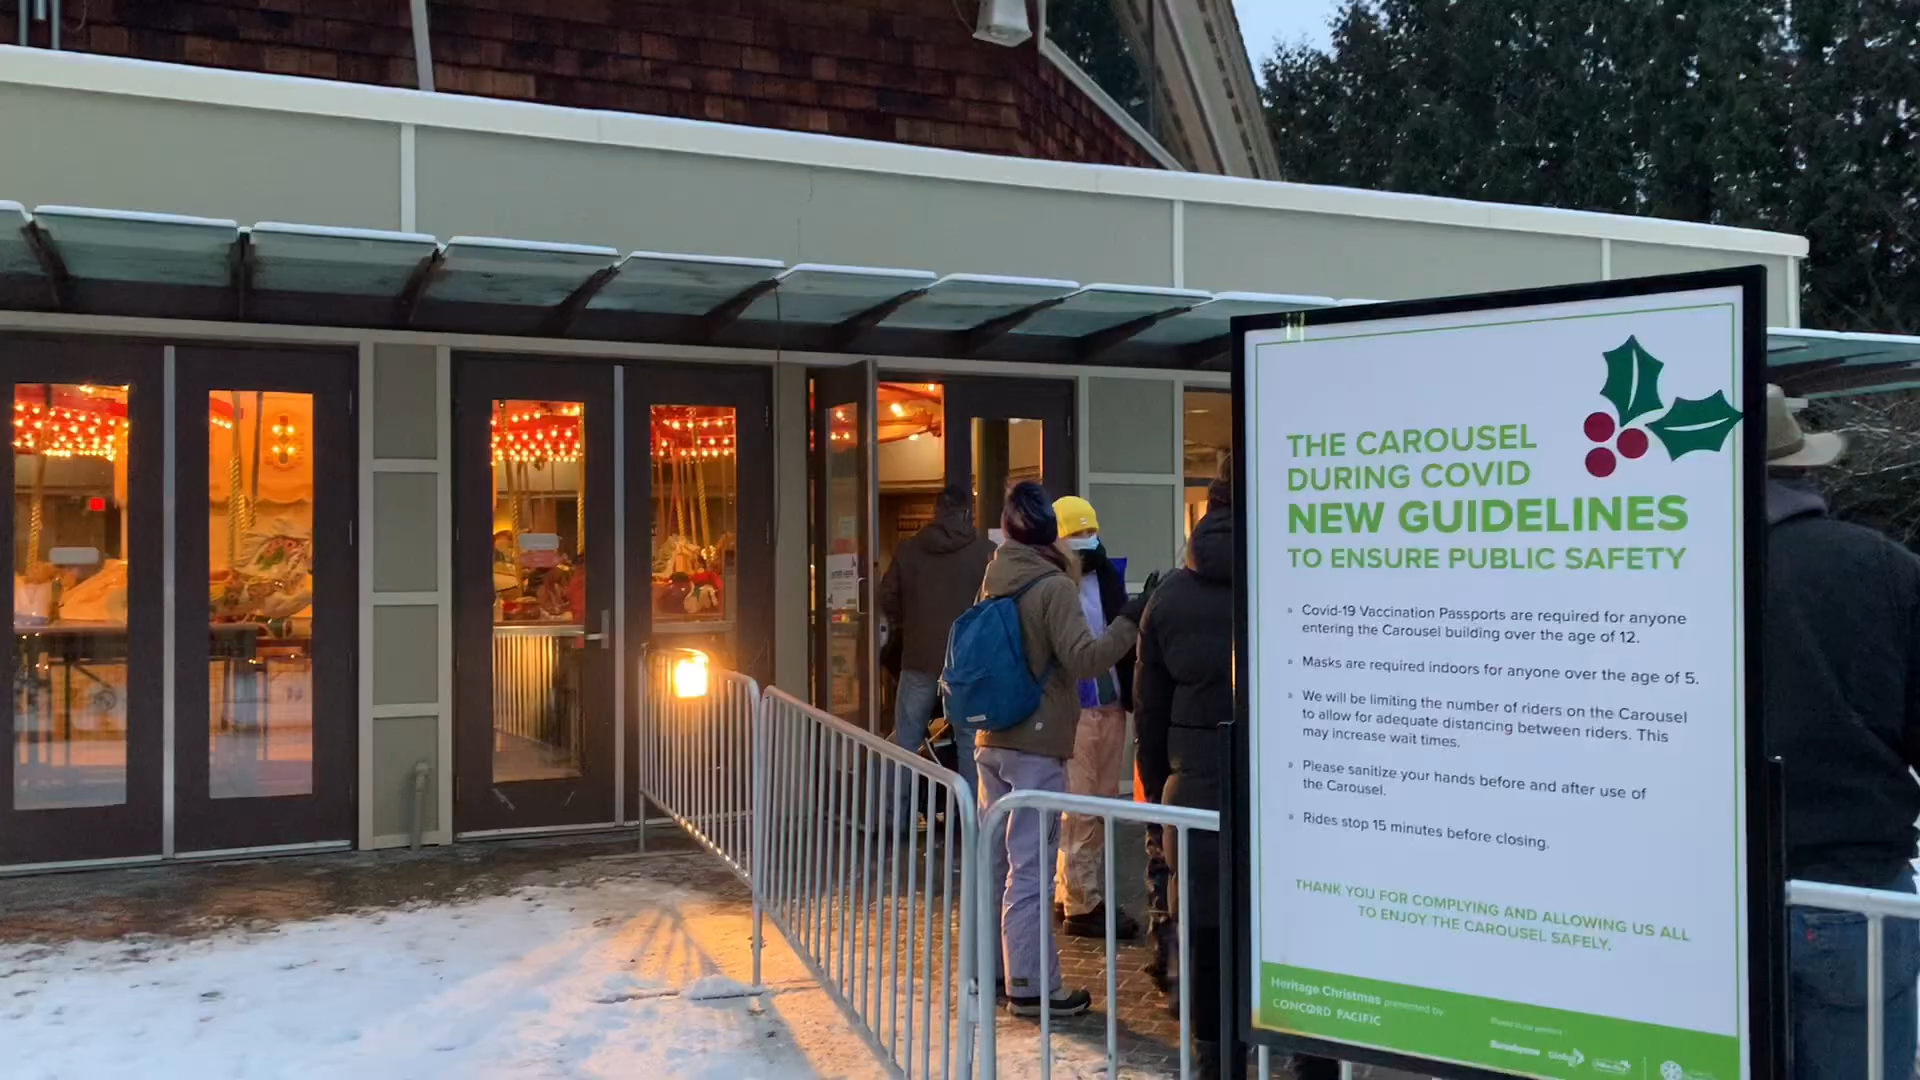 THE CAROUSEL
DURING COVID
NEW GUIDELINES
TO ENSURE PUBLIC SAFETY
» Covid-19 Vaccination Passports are required for anyone
entering the Carousel building over the age of 12.
» Masks are required indoors for anyone over the age of 5.
» We will be limiting the number of riders on the Carousel
to allow for adequate distancing between riders. This
may increase wait times.
» Please sanitize your hands before and after use of
the Carousel.
» Rides stop 15 minutes before closing.
THANK YOU FOR COMPLYING AND ALLOWING US ALL
TO ENJOY THE CAROUSEL SAFELY.
Heritage Christmas presented by
CONCORD PACIFIC